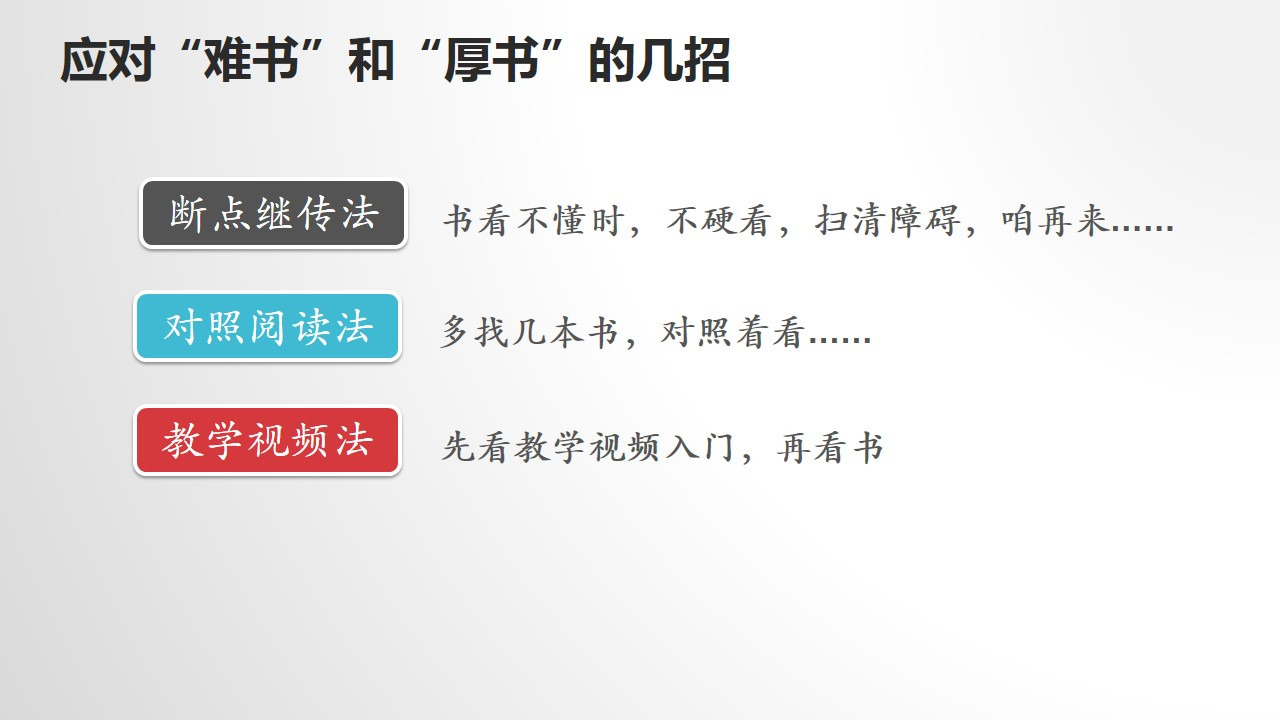 应对“难书”和“厚书”的几招
断点继传法
书看不懂时，不硬看，扫清障碍，咱再来……
对照阅读法
多找几本书，对照着看……
教学视频法
先看教学视频入门，再看书